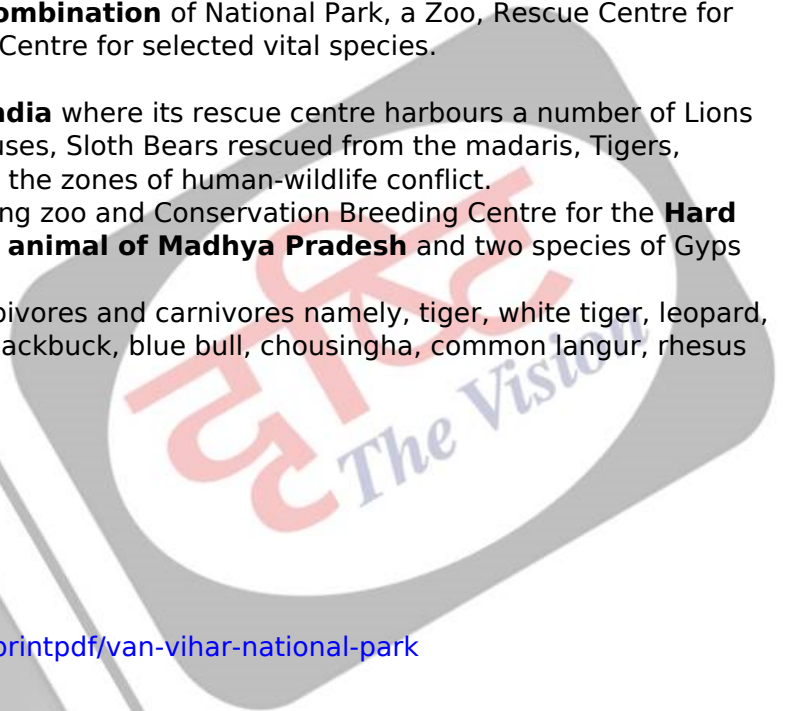 ombination of National Park, a Zoo, Rescue Centre for
Centre for selected vital species.
ndia where its rescue centre harbours a number of Lions
uses, Sloth Bears rescued from the madaris, Tigers,
the zones of human-wildlife conflict.
ng zoo and Conservation Breeding Centre for the Hard
animal of Madhya Pradesh and two species of Gyps
bivores and carnivores namely, tiger, white tiger, leopard,
ackbuck, blue bull, chousingha, common langur, rhesus
दृष्टि
The Vision
printpdf/van-vihar-national-park